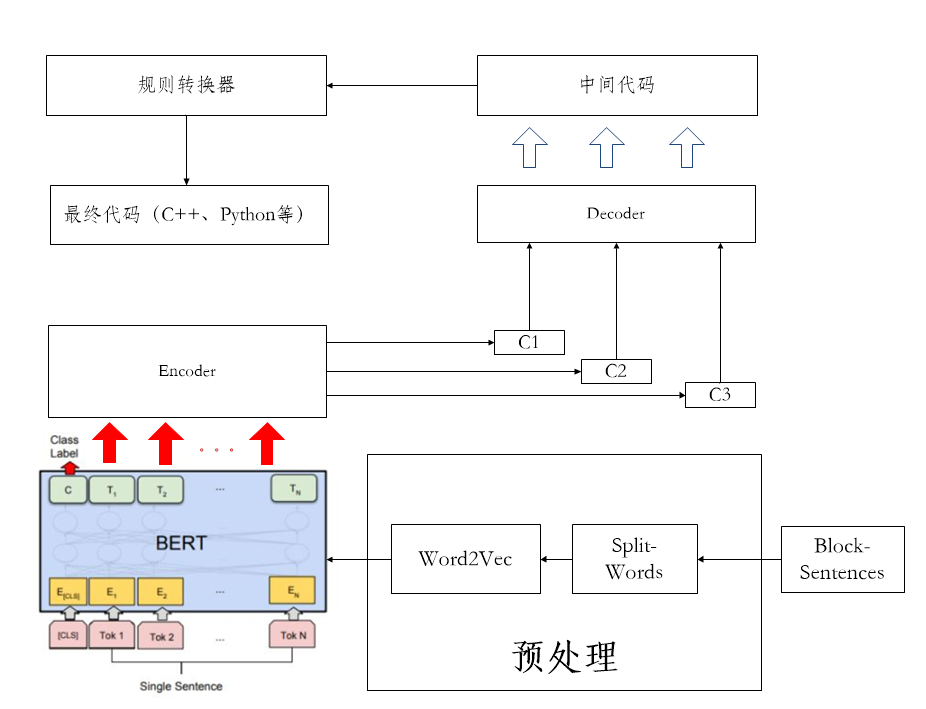 规则转换器
中间代码
最终代码（C++、Python等）
Decoder
C1
Encoder
C2
C3
Class
Label
。。。
C T1 T2 ... TN
BERT
E[CLS] E1 E2 ... EN
[CLS] Tok 1 Tok 2 ... Tok N
Single Sentence
Word2Vec
Split-
Words
Block-
Sentences
预处理